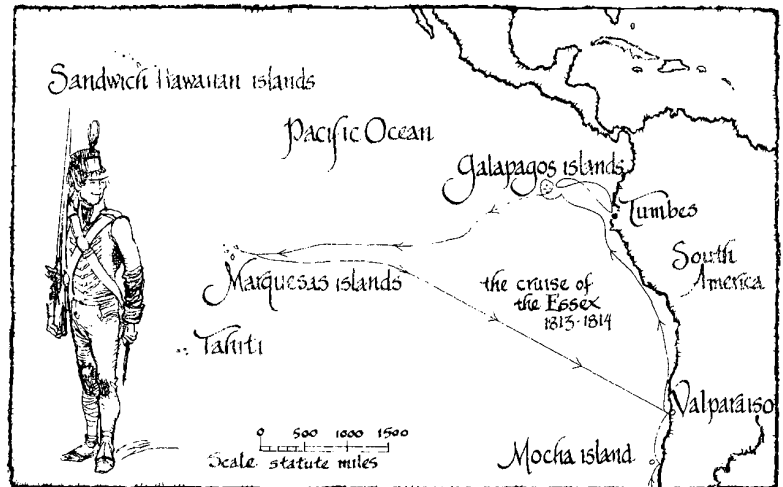 Sandwich Hawaiian islands
Pacific Ocean
Galapagos islands
Tumbes
South
America
Marquesas islands
the cruise of
the Essex
1813-1814
Tahiti
Valparaiso
0 500 1000 1500
Scale statute miles
Mocha island